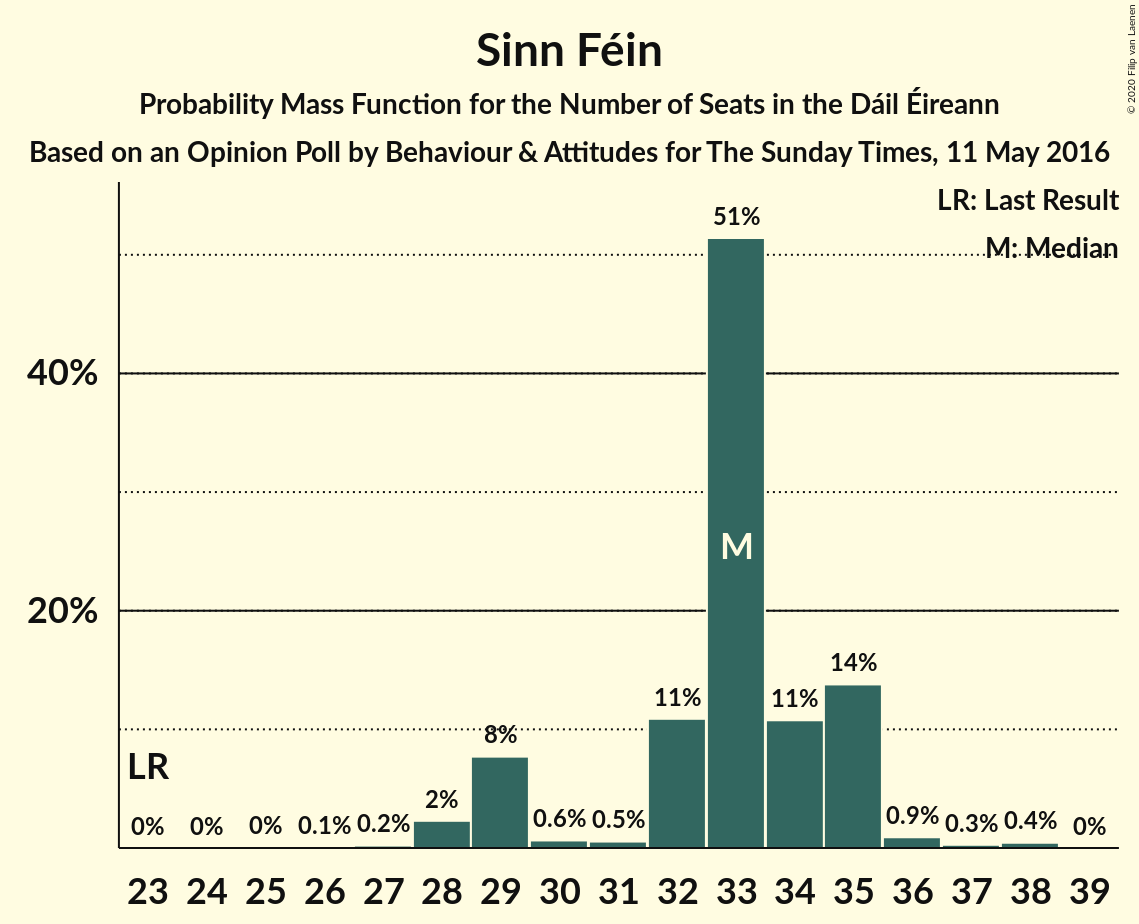 © 2020 Filip van Laenen
Sinn Féin
Probability Mass Function for the Number of Seats in the Dáil Éireann
Based on an Opinion Poll by Behaviour & Attitudes for The Sunday Times, 11 May 2016
LR: Last Result
M: Median
51%
40%
M
20%
14%
11%
11%
8%
LR
2%
0% 0% 0% 0.1% 0.2% 0.6% 0.5% 0.9% 0.3% 0.4% 0%
23 24 25 26 27 28 29 30 31 32 33 34 35 36 37 38 39